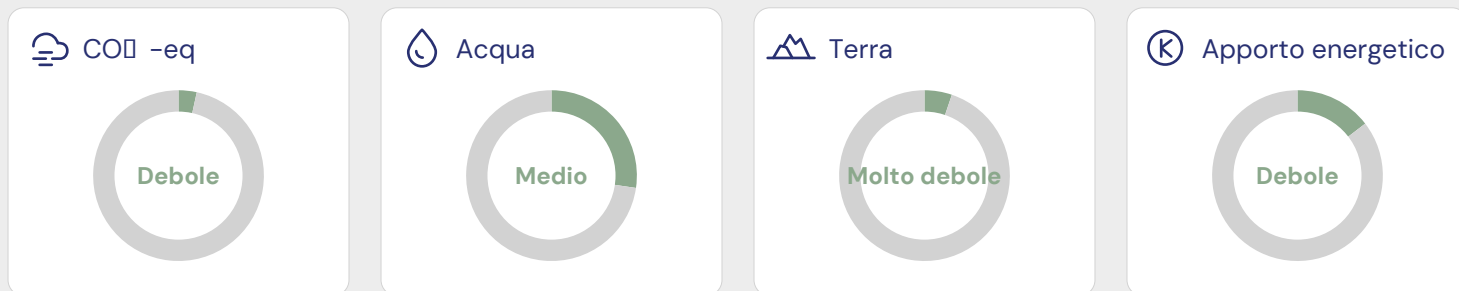 CO▯ -eq
Acqua
Terra
Apporto energetico
Debole
Medio
Molto debole
Debole